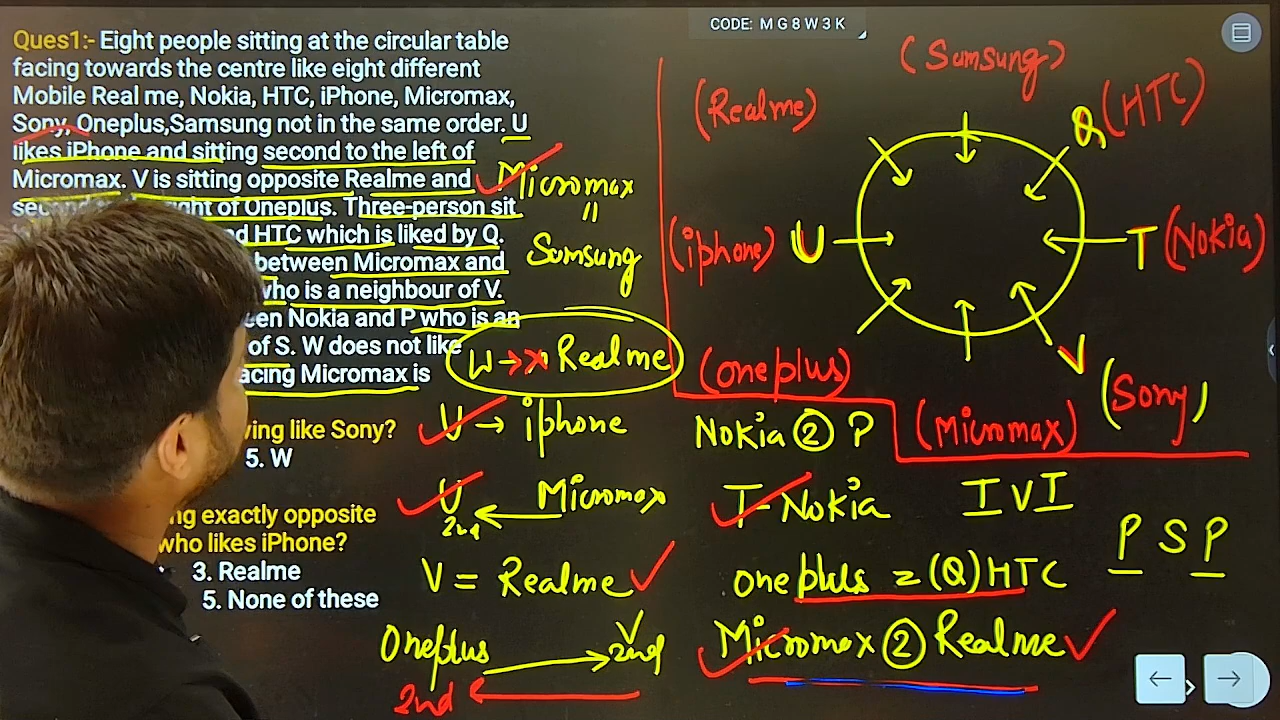 CODE: M G 8 W 3 K
Ques1:- Eight people sitting at the circular table
facing towards the centre like eight different
Mobile Real me, Nokia, HTC, iPhone, Micromax,
Sony, Oneplus,Samsung not in the same order. U
likes iPhone and sitting second to the left of
Micromax. V is sitting opposite Realme and
ght of Oneplus. Three-person sit
d HTC which is liked by Q.
between Micromax and
who is a neighbour of V.
een Nokia and P who is an
of S. W does not like
acing Micromax is
ving like Sony?
5. W
ng exactly opposite
who likes iPhone?
3. Realme
5. None of these
Micromax
=
Samsung
W → x Realme
U → iphone
U ← Micromax
2nd
V = Realme
Oneplus → V 2nd
2nd
(Samsung)
(Realme)
Q (HTC)
(iphone) U
T (Nokia)
V
(oneplus)
(Sony)
(Micromax)
Nokia 2 P
T - Nokia
I V I
P S P
oneplus = (Q) HTC
Micromax 2 Realme